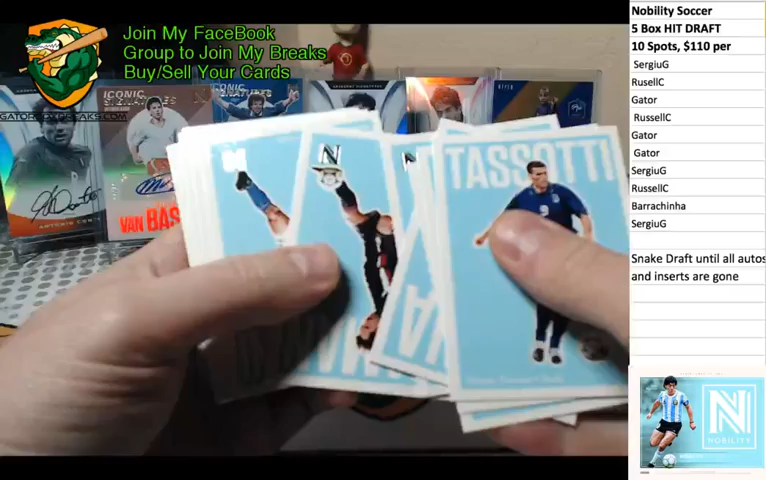 Join My FaceBook
Group to Join My Breaks
Buy/Sell Your Cards
Nobility Soccer
5 Box HIT DRAFT
10 Spots, $110 per
SergiuG
RusellC
Gator
RussellC
Gator
Gator
SergiuG
RussellC
Barrachinha
SergiuG
Snake Draft until all autos
and inserts are gone
ICONIC
VAN BAS
N
TASSOTTI
N
NOBILITY